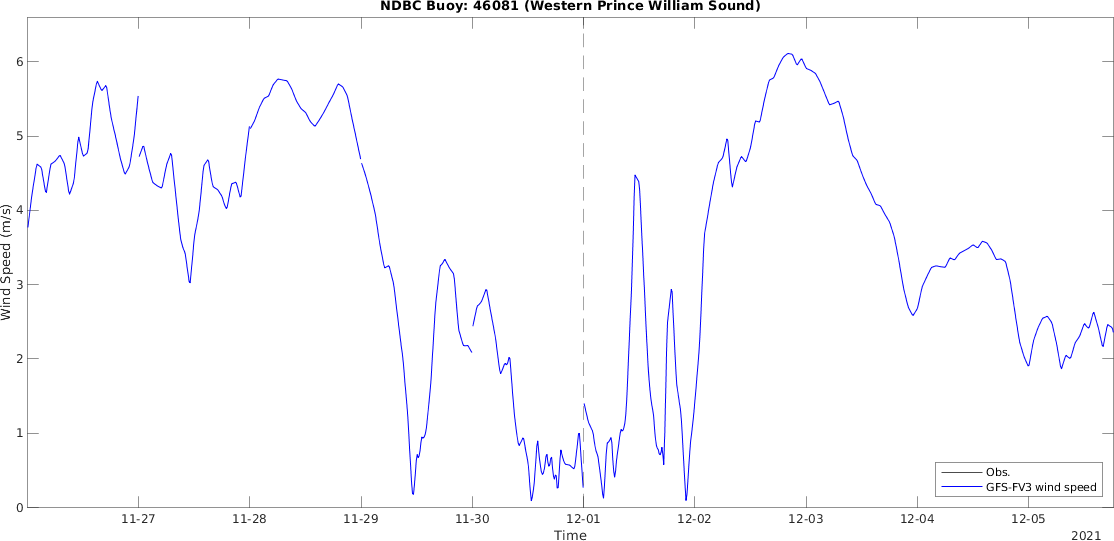 NDBC Buoy: 46081 (Western Prince William Sound)
Wind Speed (m/s)
6
5
4
3
2
1
0
Obs.
GFS-FV3 wind speed
11-27 11-28 11-29 11-30 12-01 12-02 12-03 12-04 12-05
Time
2021